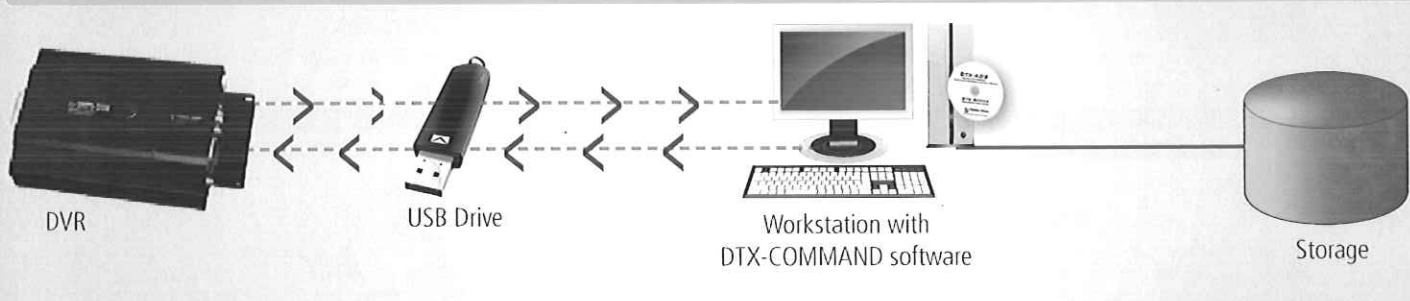 DVR
USB Drive
Workstation with
DTX-COMMAND software
Storage